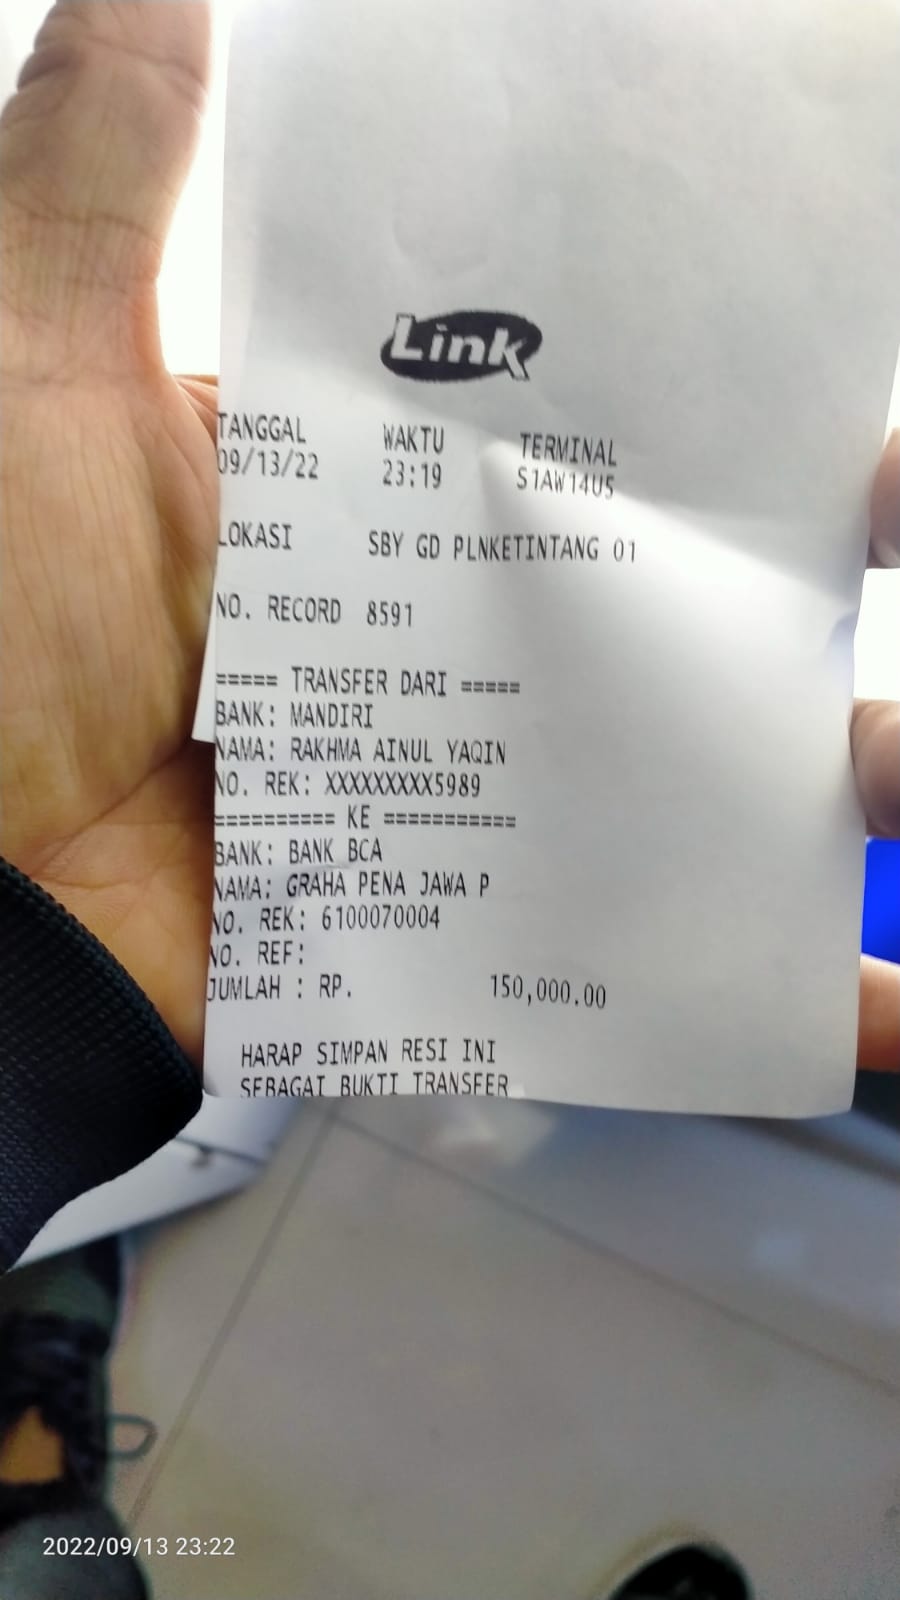 Link
TANGGAL WAKTU TERMINAL
09/13/22 23:19 S1AW14U5
LOKASI SBY GD PLNKETINTANG 01
NO. RECORD 8591
===== TRANSFER DARI =====
BANK: MANDIRI
NAMA: RAKHMA AINUL YAQIN
NO. REK: XXXXXXXXX5989
========== KE ===========
BANK: BANK BCA
NAMA: GRAHA PENA JAWA P
NO. REK: 6100070004
NO. REF:
JUMLAH : RP. 150,000.00
HARAP SIMPAN RESI INI
SEBAGAI BUKTI TRANSFER
2022/09/13 23:22